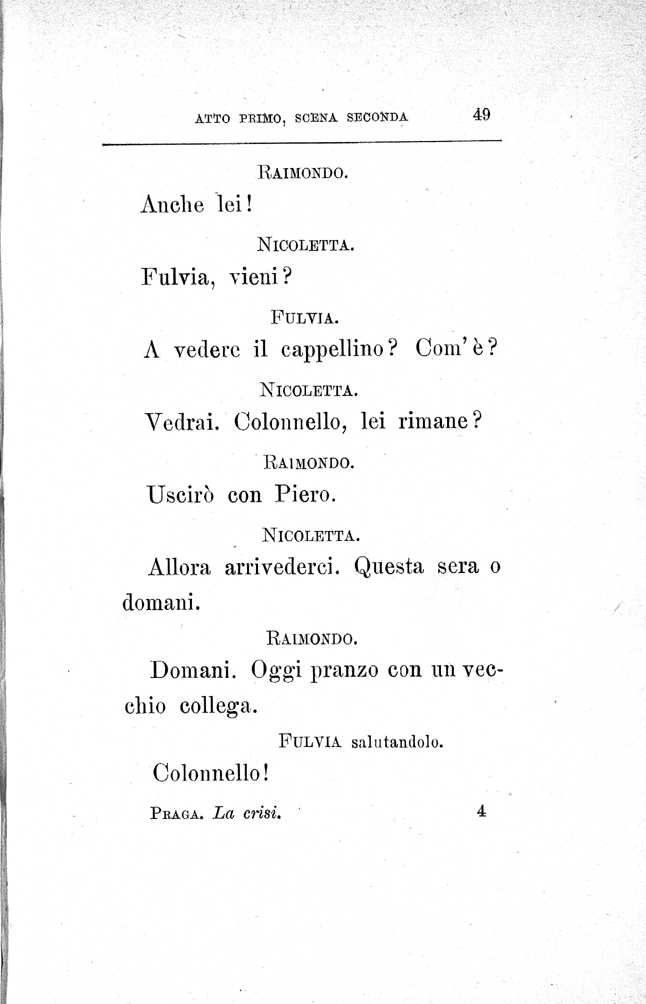 ATTO PRIMO, SCENA SECONDA 49
RAIMONDO.
Anche lei!
NICOLETTA.
Fulvia, vieni?
FULVIA.
A vedere il cappellino? Com' è?
NICOLETTA.
Vedrai. Colonnello, lei rimane?
RAIMONDO.
Uscirò con Piero.
NICOLETTA.
Allora arrivederci. Questa sera o
domani.
RAIMONDO.
Domani. Oggi pranzo con un vec-
chio collega.
FULVIA salutandolo.
Colonnello!
PRAGA. La crisi. 4